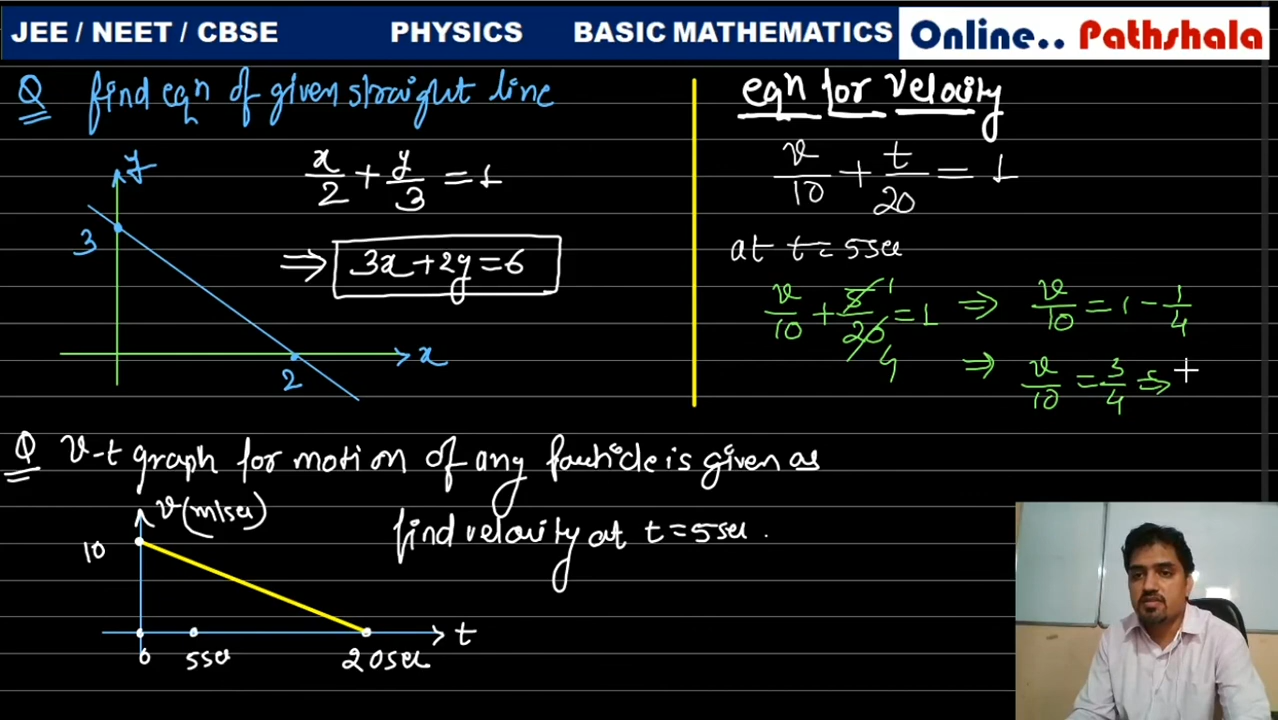 JEE / NEET / CBSE PHYSICS BASIC MATHEMATICS Online.. Pathshala
Q find eqn of given straight line
y
3
2
x
x/2 + y/3 = 1
⇒ 3x+2y=6
eqn for velocity
v/10 + t/20 = 1
at t=5sec
v/10 + 5/20 = 1 ⇒ v/10 = 1 - 1/4
1
4
⇒ v/10 = 3/4 ⇒
Q v-t graph for motion of any particle is given as
find velocity at t=5sec.
v(m/sec)
10
0 5sec 20sec
t